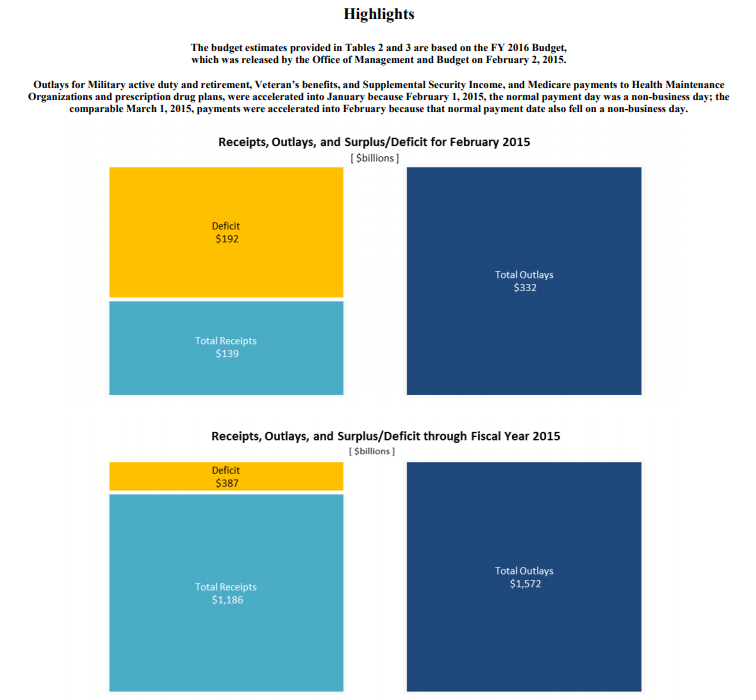 Highlights
The budget estimates provided in Tables 2 and 3 are based on the FY 2016 Budget,
which was released by the Office of Management and Budget on February 2, 2015.
Outlays for Military active duty and retirement, Veteran's benefits, and Supplemental Security Income, and Medicare payments to Health Maintenance
Organizations and prescription drug plans, were accelerated into January because February 1, 2015, the normal payment day was a non-business day; the
comparable March 1, 2015, payments were accelerated into February because that normal payment date also fell on a non-business day.
Receipts, Outlays, and Surplus/Deficit for February 2015
[ $billions ]
Deficit
$192
Total Outlays
$332
Total Receipts
$139
Receipts, Outlays, and Surplus/Deficit through Fiscal Year 2015
[ $billions ]
Deficit
$387
Total Outlays
$1,572
Total Receipts
$1,186